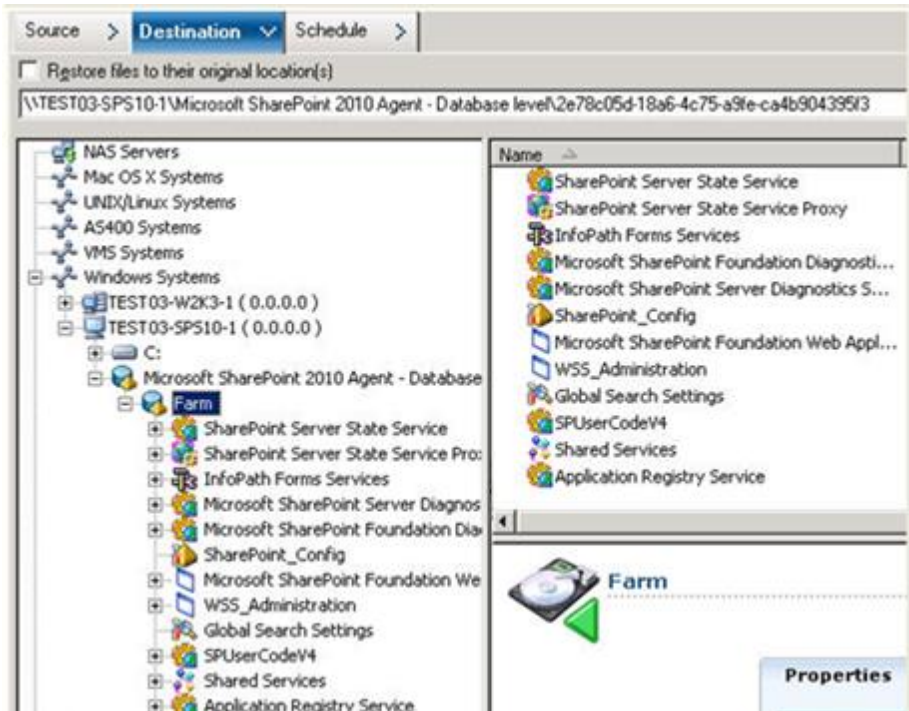 Source > Destination Schedule >
Restore files to their original location(s)
\\TEST03-SPS10-1\Microsoft SharePoint 2010 Agent - Database level\2e78c05d-18a6-4c75-a9fe-ca4b904395f3
NAS Servers
Mac OS X Systems
UNIX/Linux Systems
AS400 Systems
VMS Systems
Windows Systems
TEST03-W2K3-1 ( 0.0.0.0 )
TEST03-SPS10-1 ( 0.0.0.0 )
C:
Microsoft SharePoint 2010 Agent - Database
Farm
SharePoint Server State Service
SharePoint Server State Service Pro
InfoPath Forms Services
Microsoft SharePoint Server Diagnos
Microsoft SharePoint Foundation Dia
SharePoint_Config
Microsoft SharePoint Foundation We
WSS_Administration
Global Search Settings
SPUserCodeV4
Shared Services
Application Registry Service
Name
SharePoint Server State Service
SharePoint Server State Service Proxy
InfoPath Forms Services
Microsoft SharePoint Foundation Diagnosti...
Microsoft SharePoint Server Diagnostics S...
SharePoint_Config
Microsoft SharePoint Foundation Web Appl...
WSS_Administration
Global Search Settings
SPUserCodeV4
Shared Services
Application Registry Service
Farm
Properties